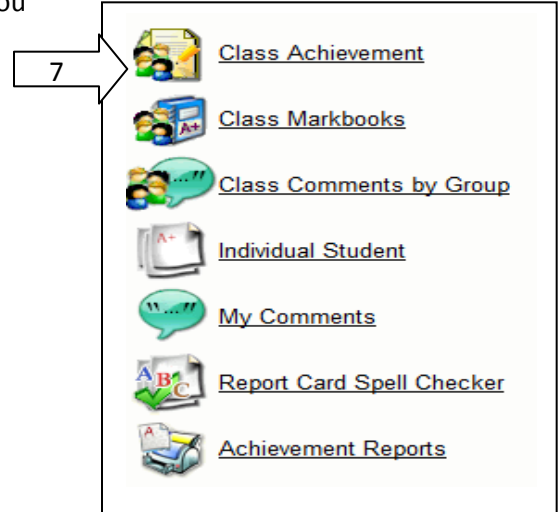 ou
7
Class Achievement
A+
Class Markbooks
"..."
Class Comments by Group
A+
Individual Student
"..."
My Comments
ABC
Report Card Spell Checker
A
Achievement Reports